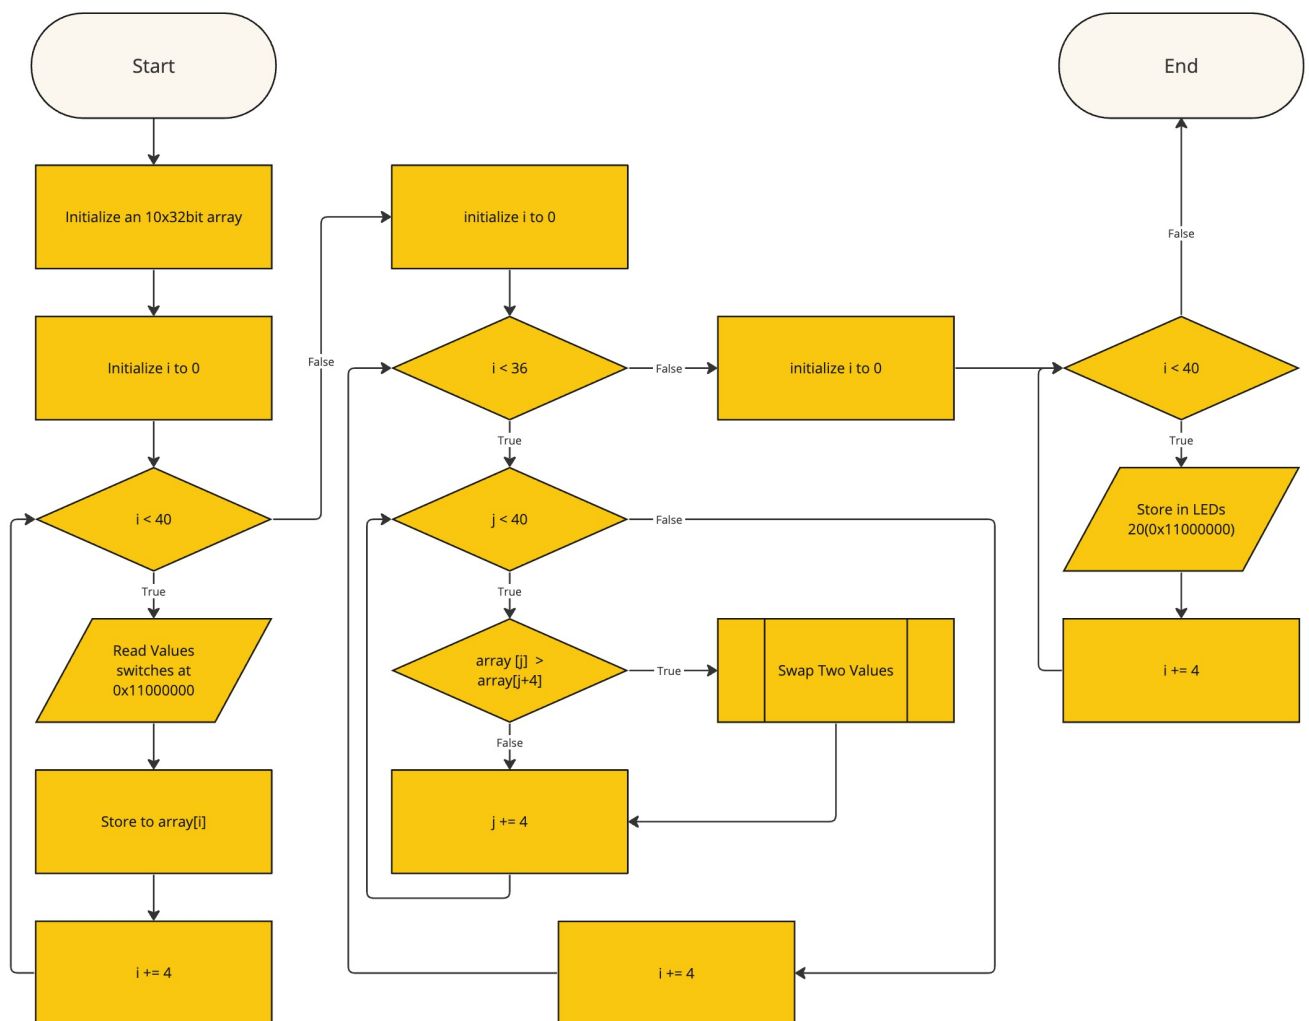 Start
Initialize an 10x32bit array
Initialize i to 0
i < 40
True
False
Read Values
switches at
0x11000000
Store to array[i]
i += 4
initialize i to 0
i < 36
True
False
j < 40
True
False
array [j]  >
array[j+4]
True
False
Swap Two Values
j += 4
i += 4
initialize i to 0
i < 40
False
True
Store in LEDs
20(0x11000000)
i += 4
End